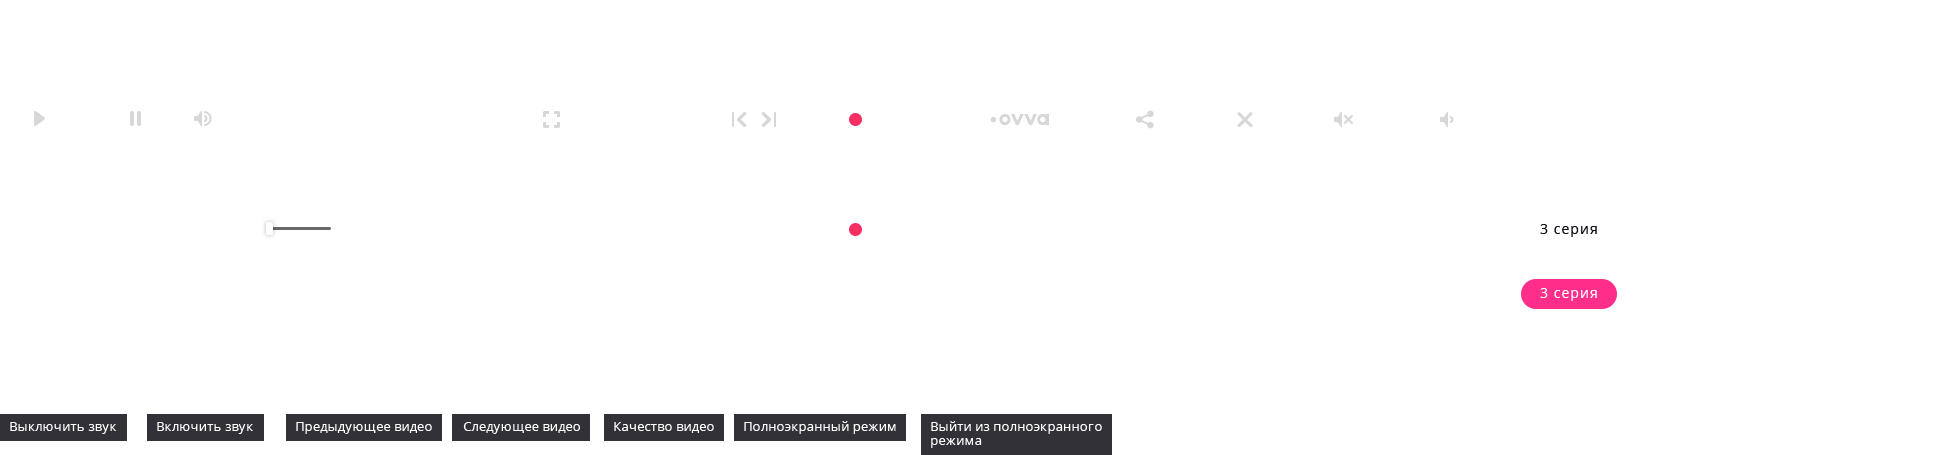 ovva
3 серия
3 серия
Выключить звук
Включить звук
Предыдущее видео
Следующее видео
Качество видео
Полноэкранный режим
Выйти из полноэкранного
режима